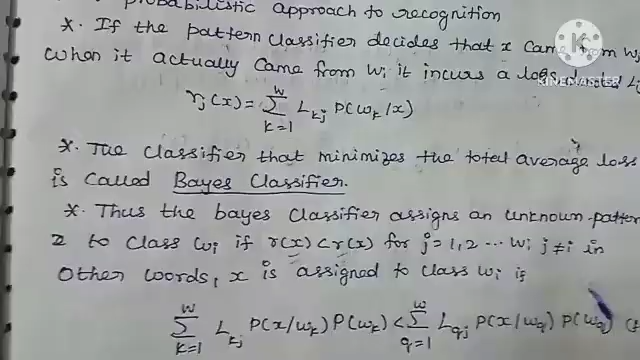 probabilistic approach to recognition
*. If the pattern classifier decides that x came from wj
when it actually came from wi it incurs a loss, denoted Li
rj(x) = W∑K=1 Lkj P(wk/x)
*. The classifier that minimizes the total average loss
is called Bayes Classifier.
*. Thus the bayes classifier assigns an unknown pattern
x to class wi if r(x) < r(x) for j=1,2 ... W; j≠i in
Other words, x is assigned to class wi if
W∑K=1 Lkj P(x/wk) P(wk) < W∑q=1 Lqj P(x/wq) P(wq)
KINEMASTER